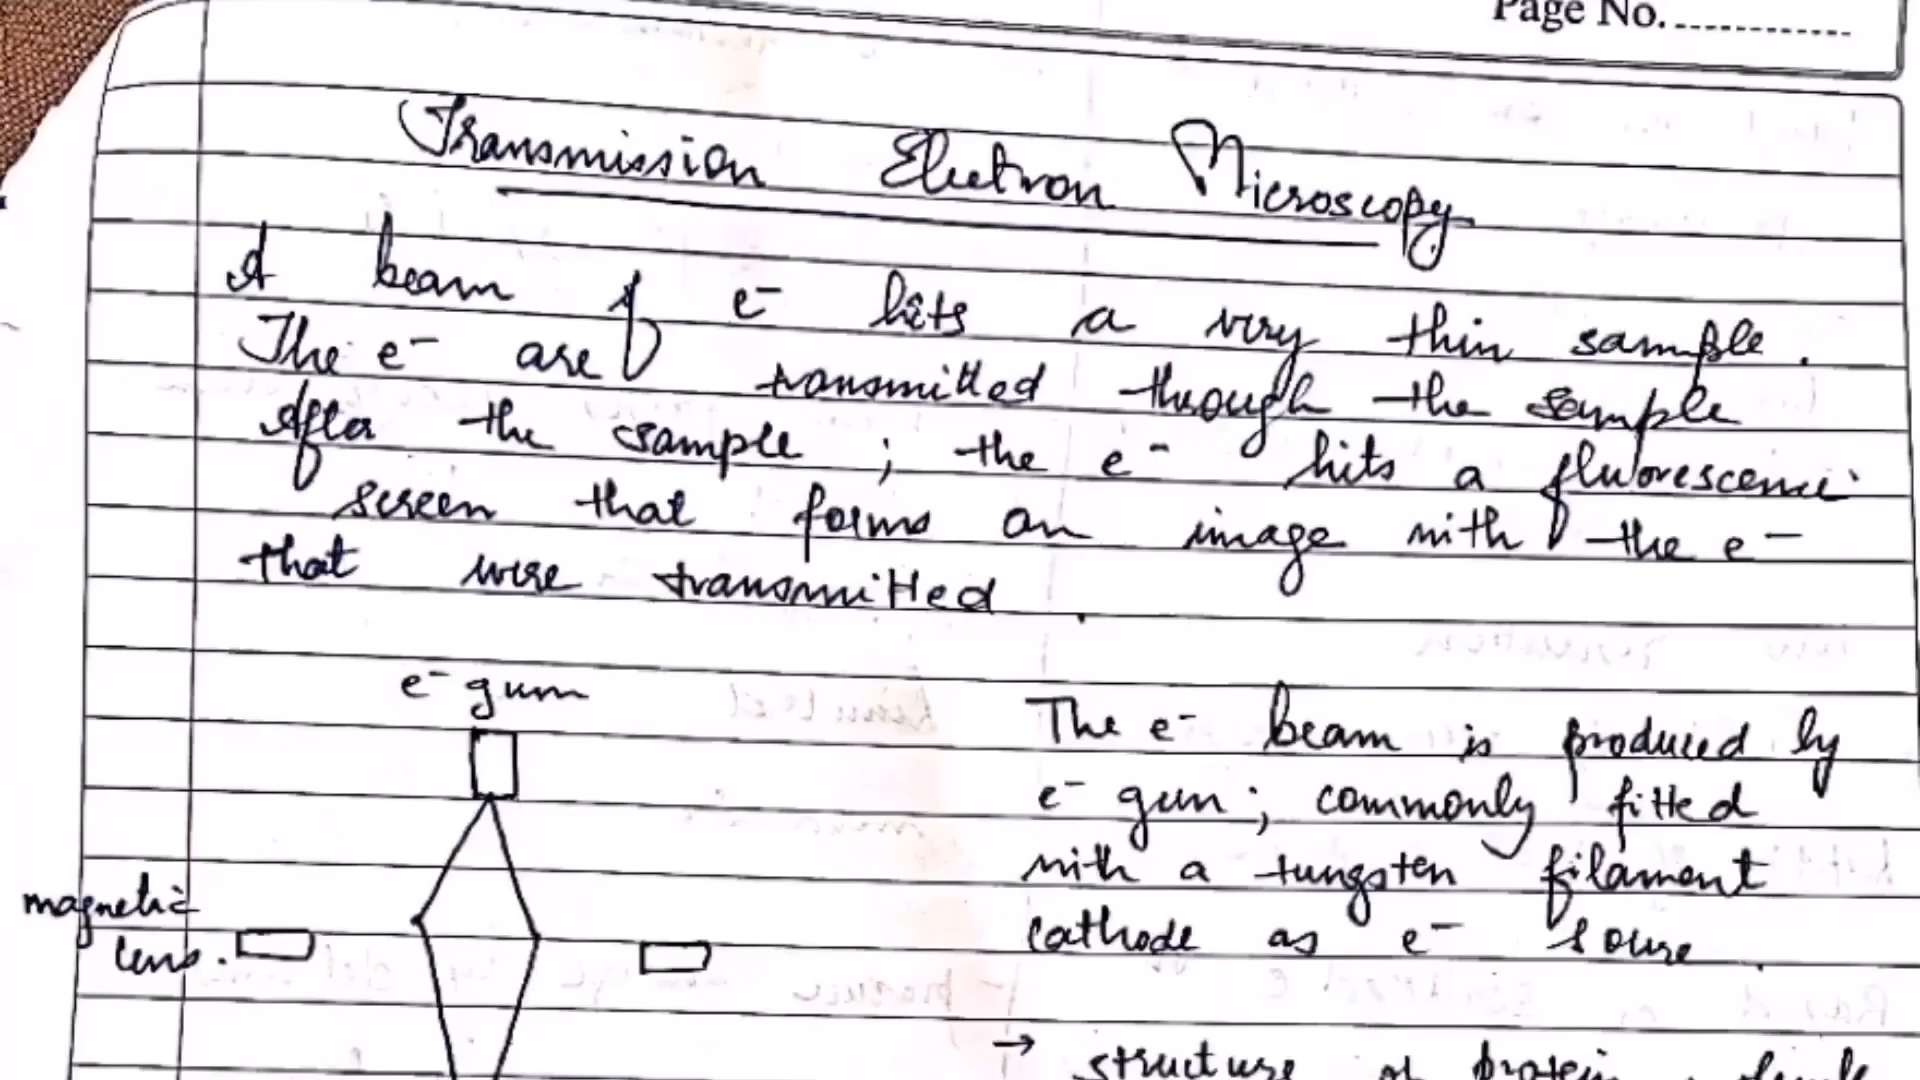 Page No.
Transmission Electron Microscopy
A beam of e⁻ hits a very thin sample.
The e⁻ are transmitted through the sample
After the sample ; the e⁻ hits a fluorescence
screen that forms an image with the e⁻
that were transmitted .
e⁻ gum
The e⁻ beam is produced by
e⁻ gun ; commonly fitted
with a tungsten filament
cathode as e⁻ source .
magnetic
lens.
→ structure of protein